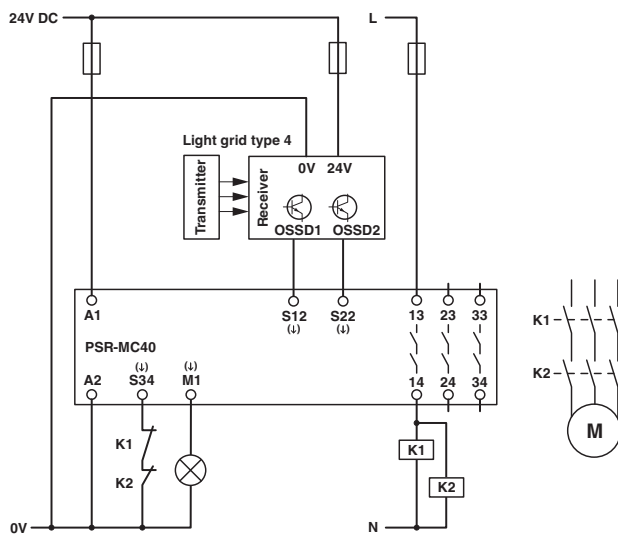 24V DC
L
Light grid type 4
Transmitter
Receiver
0V 24V
OSSD1 OSSD2
A1 S12 S22 13 23 33
(↓) (↓)
PSR-MC40
(↓) (↓)
A2 S34 M1 14 24 34
K1
K2
K1
K2
K1
K2
M
0V
N